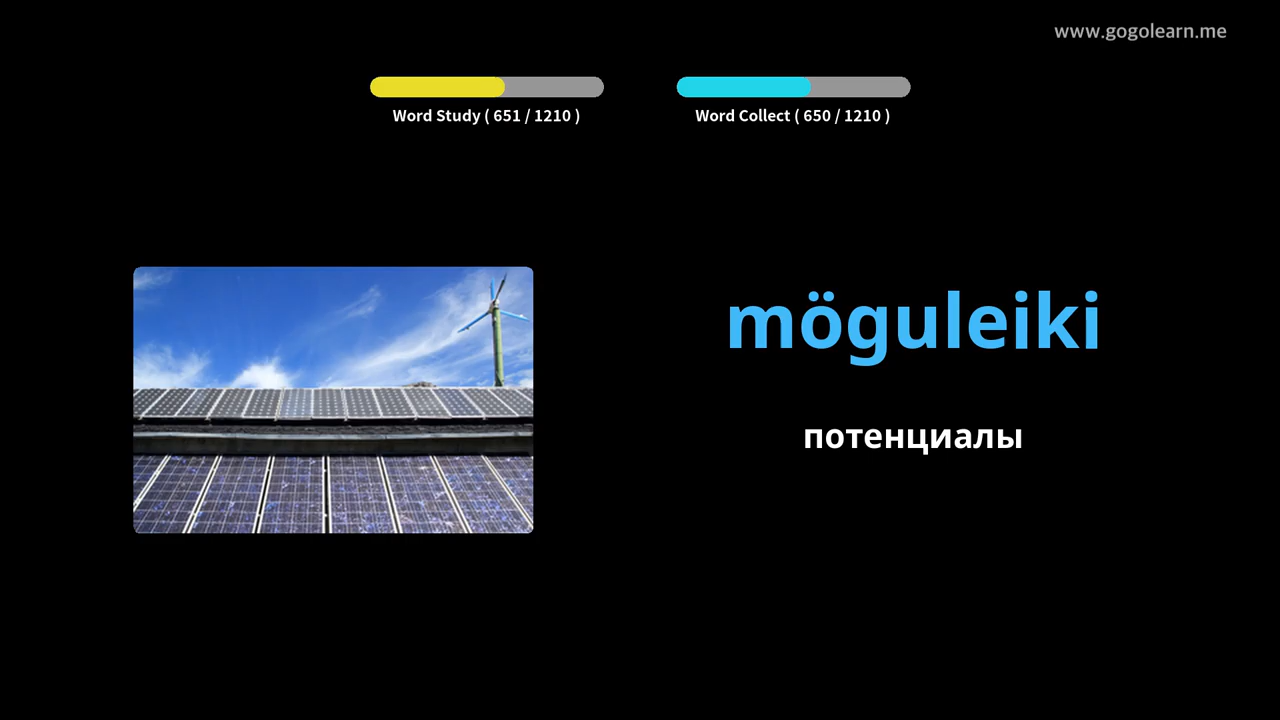 www.gogolearn.me
Word Study ( 651 / 1210 )
Word Collect ( 650 / 1210 )
möguleiki
потенциалы